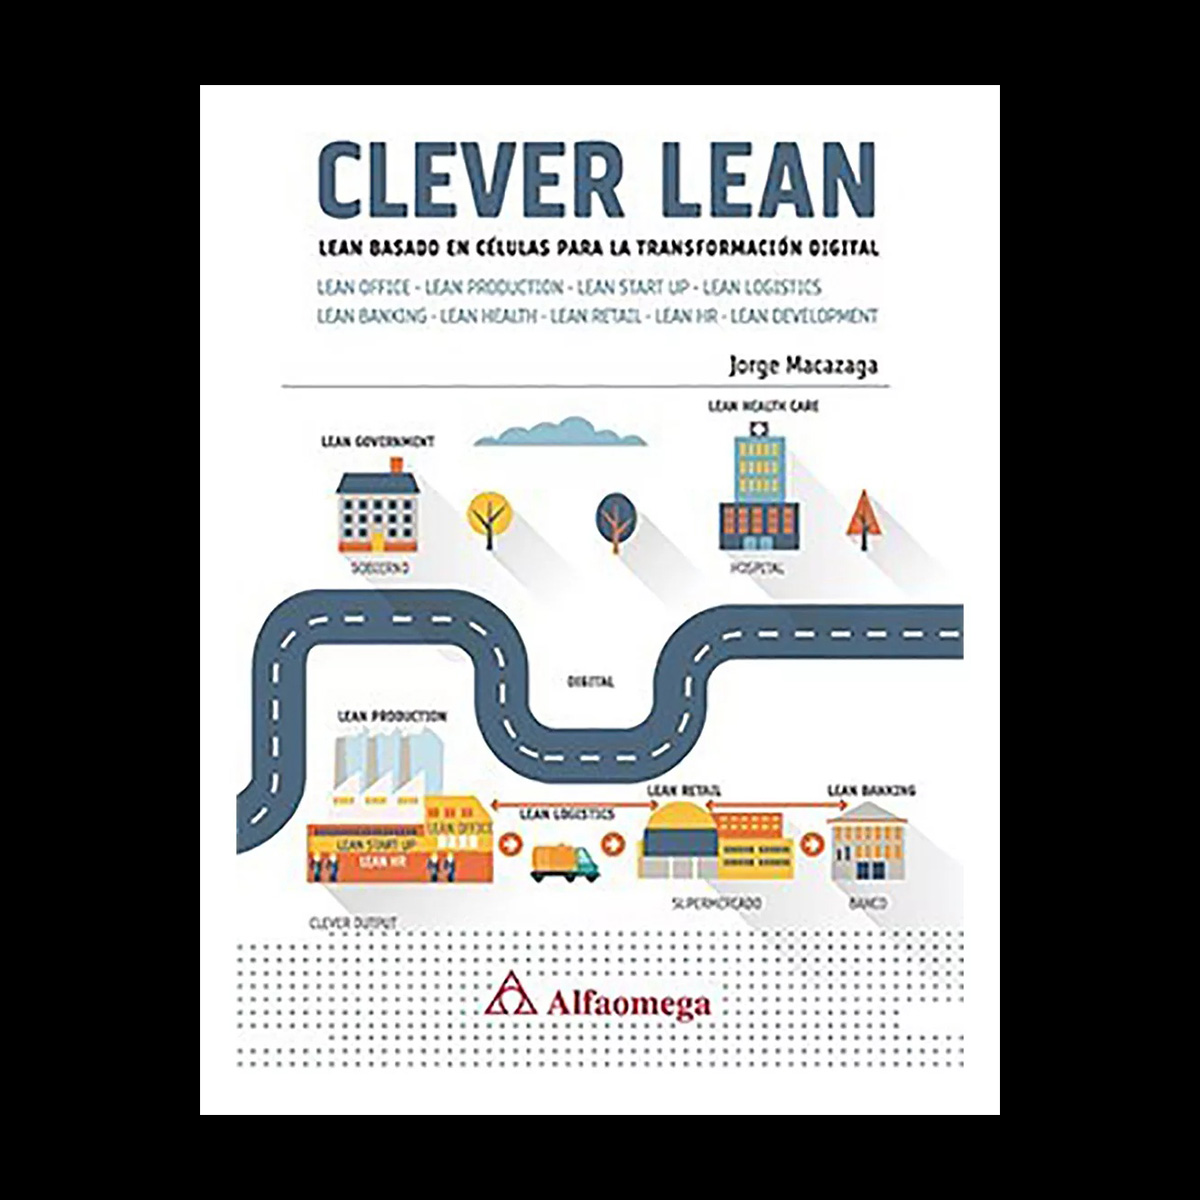 CLEVER LEAN
LEAN BASADO EN CÉLULAS PARA LA TRANSFORMACIÓN DIGITAL
LEAN OFFICE - LEAN PRODUCTION - LEAN START UP - LEAN LOGISTICS
LEAN BANKING - LEAN HEALTH - LEAN RETAIL - LEAN HR - LEAN DEVELOPMENT
Jorge Macazaga
LEAN HEALTH CARE
LEAN GOVERNMENT
GOBIERNO
HOSPITAL
DIGITAL
LEAN PRODUCTION
LEAN RETAIL
LEAN BANKING
LEAN LOGISTICS
LEAN OFFICE
LEAN START UP
LEAN HR
SUPERMERCADO
BANCO
CLEVER OUTPUT
Alfaomega